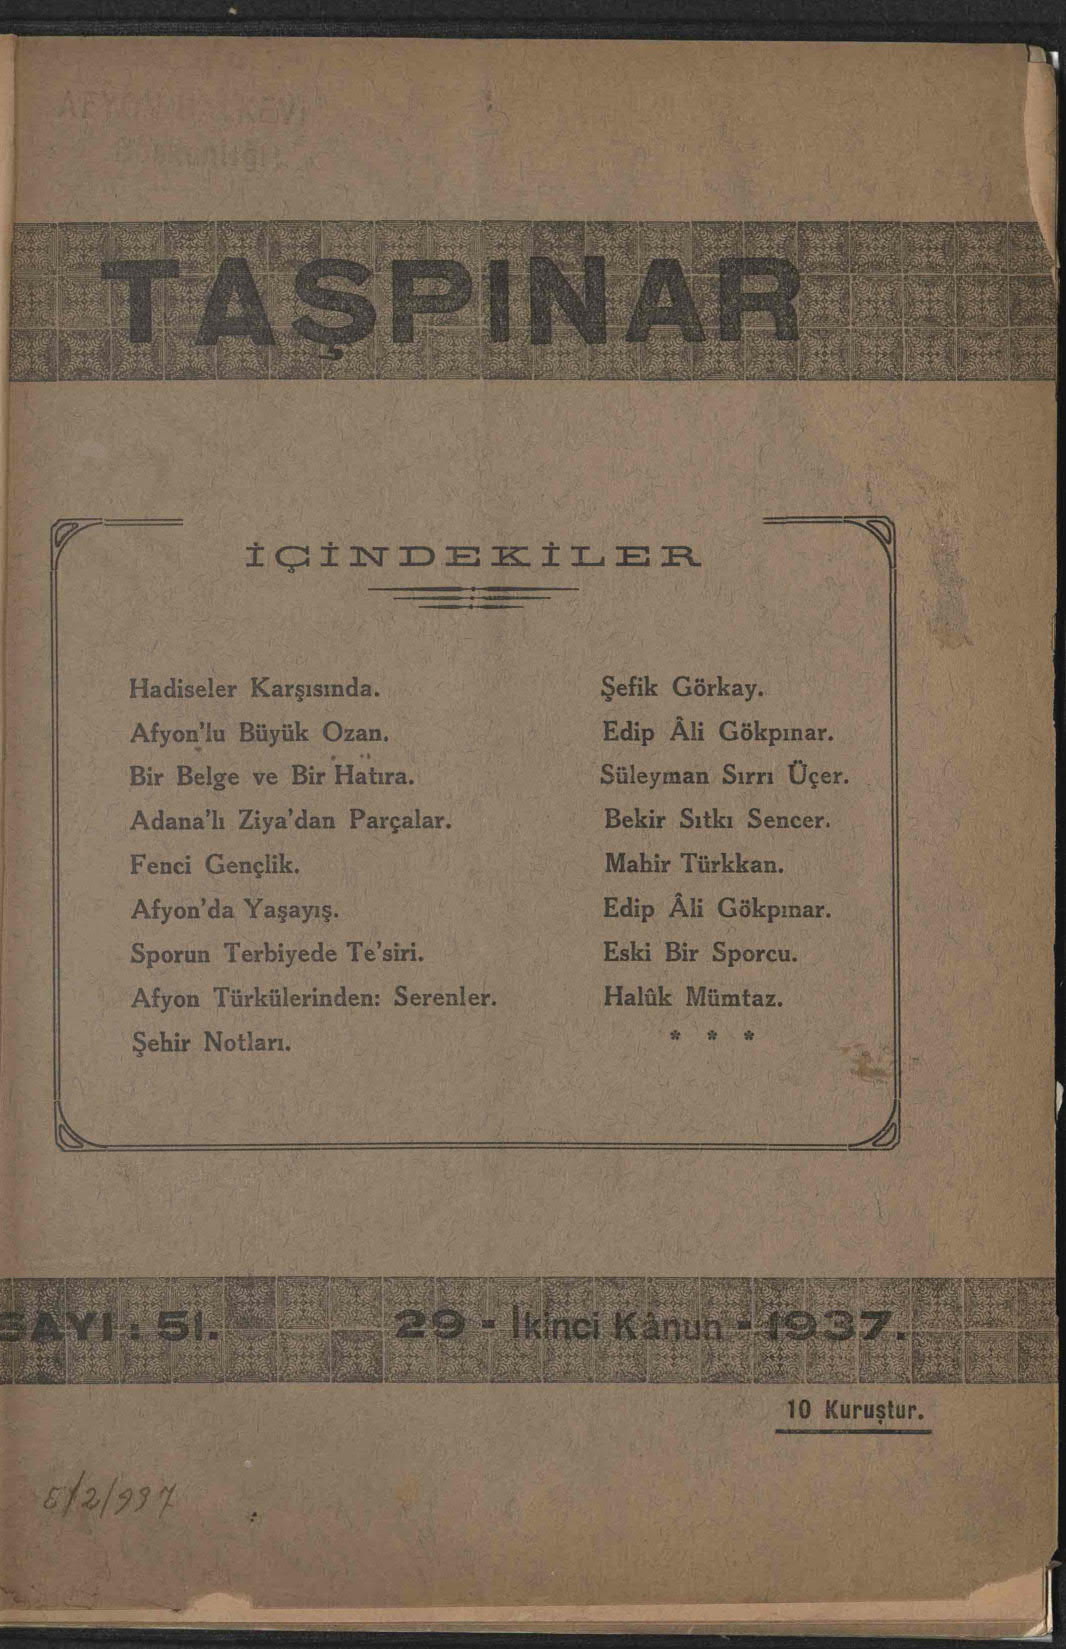 TAŞPINAR
İÇİNDEKİLER
Hadiseler Karşısında. Şefik Görkay.
Afyon'lu Büyük Ozan. Edip Âli Gökpınar.
Bir Belge ve Bir Hatıra. Süleyman Sırrı Üçer.
Adana'lı Ziya'dan Parçalar. Bekir Sıtkı Sencer.
Fenci Gençlik. Mahir Türkkan.
Afyon'da Yaşayış. Edip Âli Gökpınar.
Sporun Terbiyede Te'siri. Eski Bir Sporcu.
Afyon Türkülerinden: Serenler. Halûk Mümtaz.
Şehir Notları. * * *
SAYI : 51. 29 - İkinci Kânun - 1937.
10 Kuruştur.
5/2/937